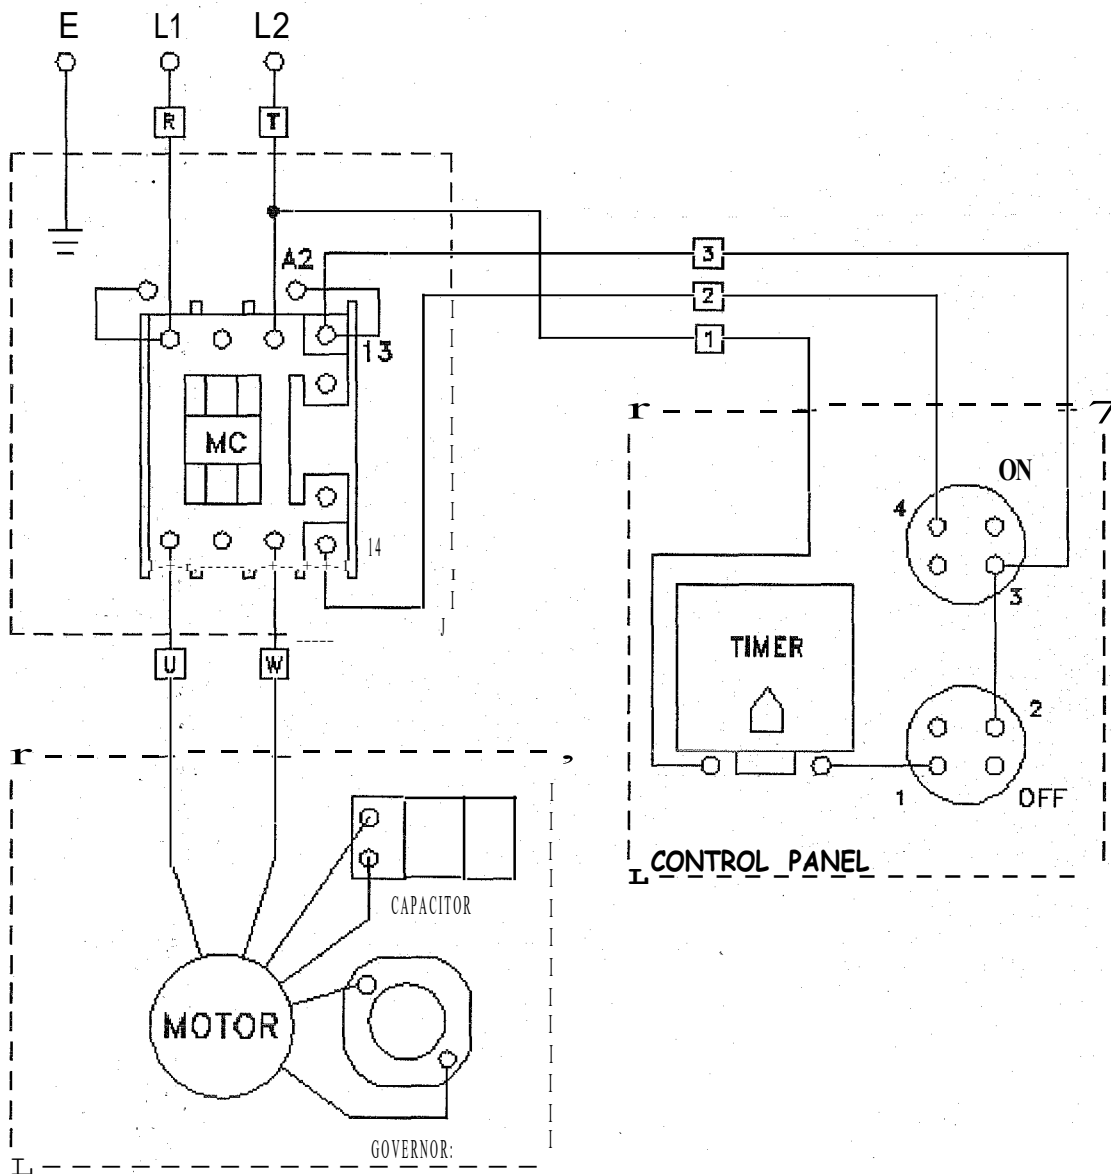 E L1 L2
R T
A2
3
2
1
13
MC
14
ON
4
3
TIMER
2
1
OFF
CONTROL PANEL
U W
CAPACITOR
MOTOR
GOVERNOR: